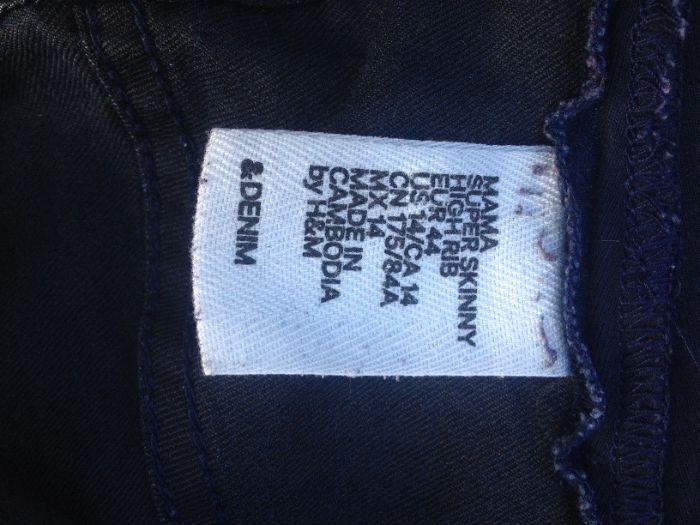 MAMA
SUPER SKINNY
HIGH RIB
EUR 44
US 14/CA 14
CN 175/84A
MX 14
MADE IN
CAMBODIA
by H&M
&DENIM